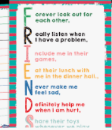 Forever look out for
each other,
Really listen when
I have a problem,
Include me in their
games,
Eat their lunch with
me in the dinner hall,
Never make me
feel sad,
Definitely help me
when I am hurt,
Share their toys